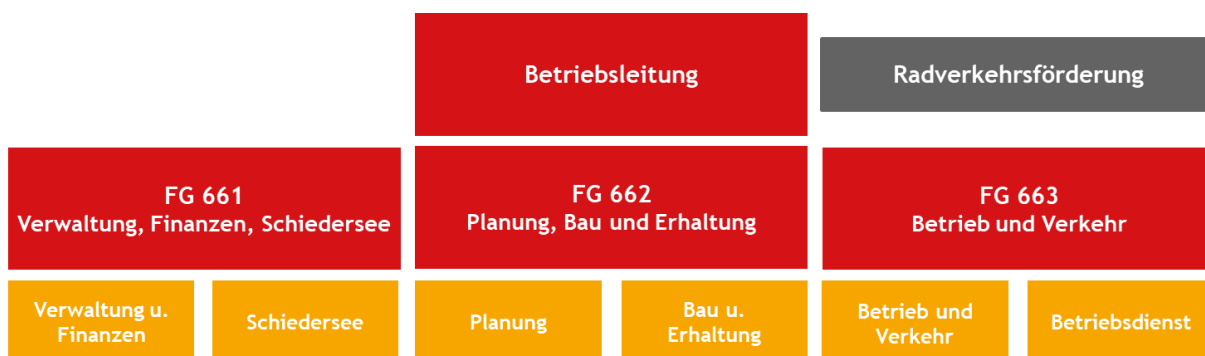 Betriebsleitung
Radverkehrsförderung
FG 661
Verwaltung, Finanzen, Schiedersee
FG 662
Planung, Bau und Erhaltung
FG 663
Betrieb und Verkehr
Verwaltung u.
Finanzen
Schiedersee
Planung
Bau u.
Erhaltung
Betrieb und
Verkehr
Betriebsdienst